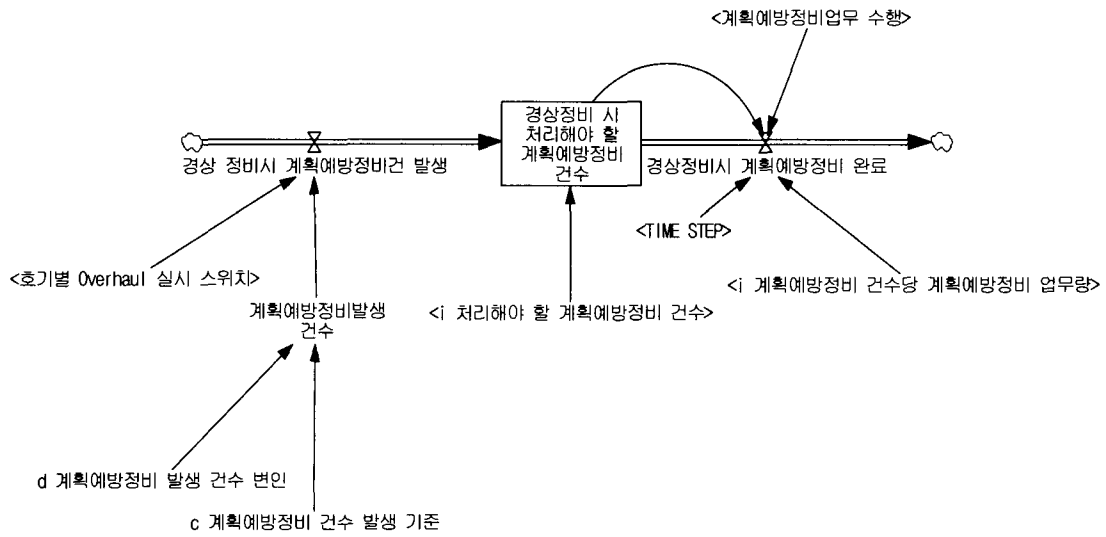 <계획예방정비업무 수행>
경상정비 시
처리해야 할
계획예방정비
건수
경상 정비시 계획예방정비건 발생
경상정비시 계획예방정비 완료
<TIME STEP>
<호기별 Overhaul 실시 스위치>
<i 계획예방정비 건수당 계획예방정비 업무량>
계획예방정비발생
건수
<i 처리해야 할 계획예방정비 건수>
d 계획예방정비 발생 건수 변인
c 계획예방정비 건수 발생 기준